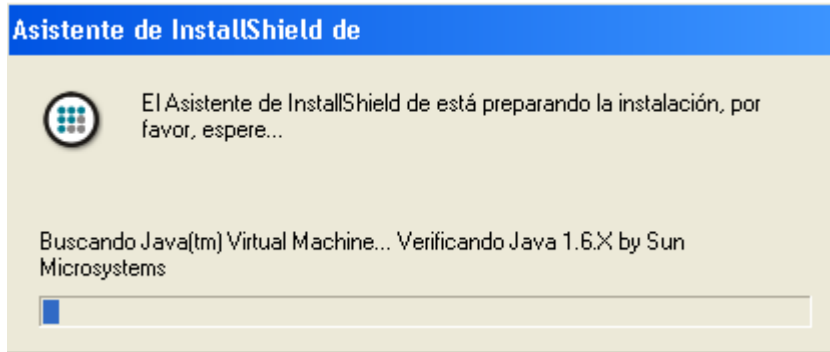 Asistente de InstallShield de
El Asistente de InstallShield de está preparando la instalación, por
favor, espere...
Buscando Java(tm) Virtual Machine... Verificando Java 1.6.X by Sun
Microsystems